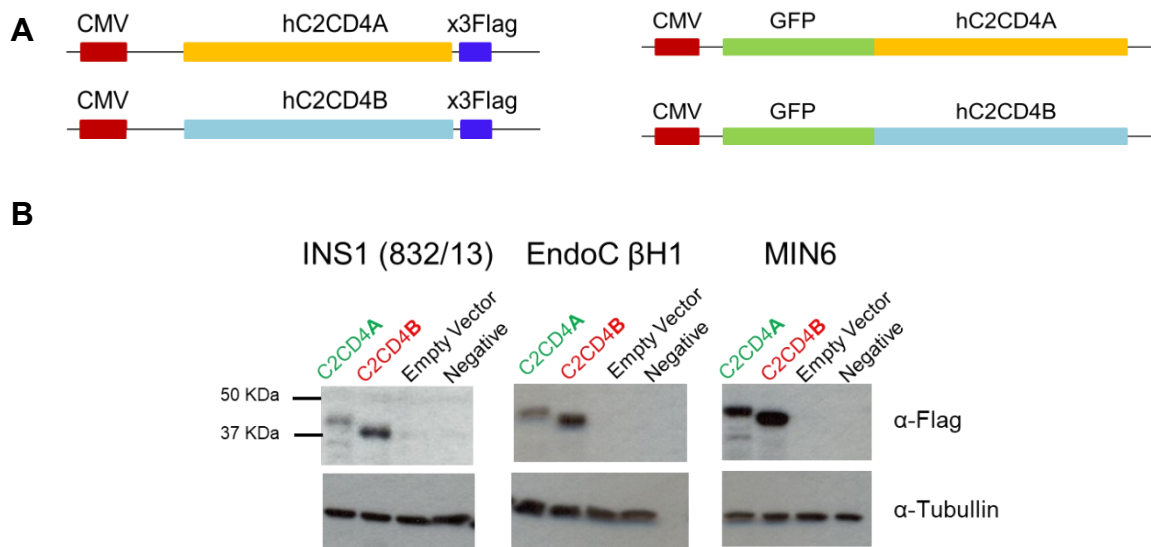 A
CMV hC2CD4A x3Flag
CMV GFP hC2CD4A
CMV hC2CD4B x3Flag
CMV GFP hC2CD4B
B
INS1 (832/13) EndoC βH1 MIN6
C2CD4A C2CD4B Empty Vector Negative
C2CD4A C2CD4B Empty Vector Negative
C2CD4A C2CD4B Empty Vector Negative
50 KDa
37 KDa
α-Flag
α-Tubullin